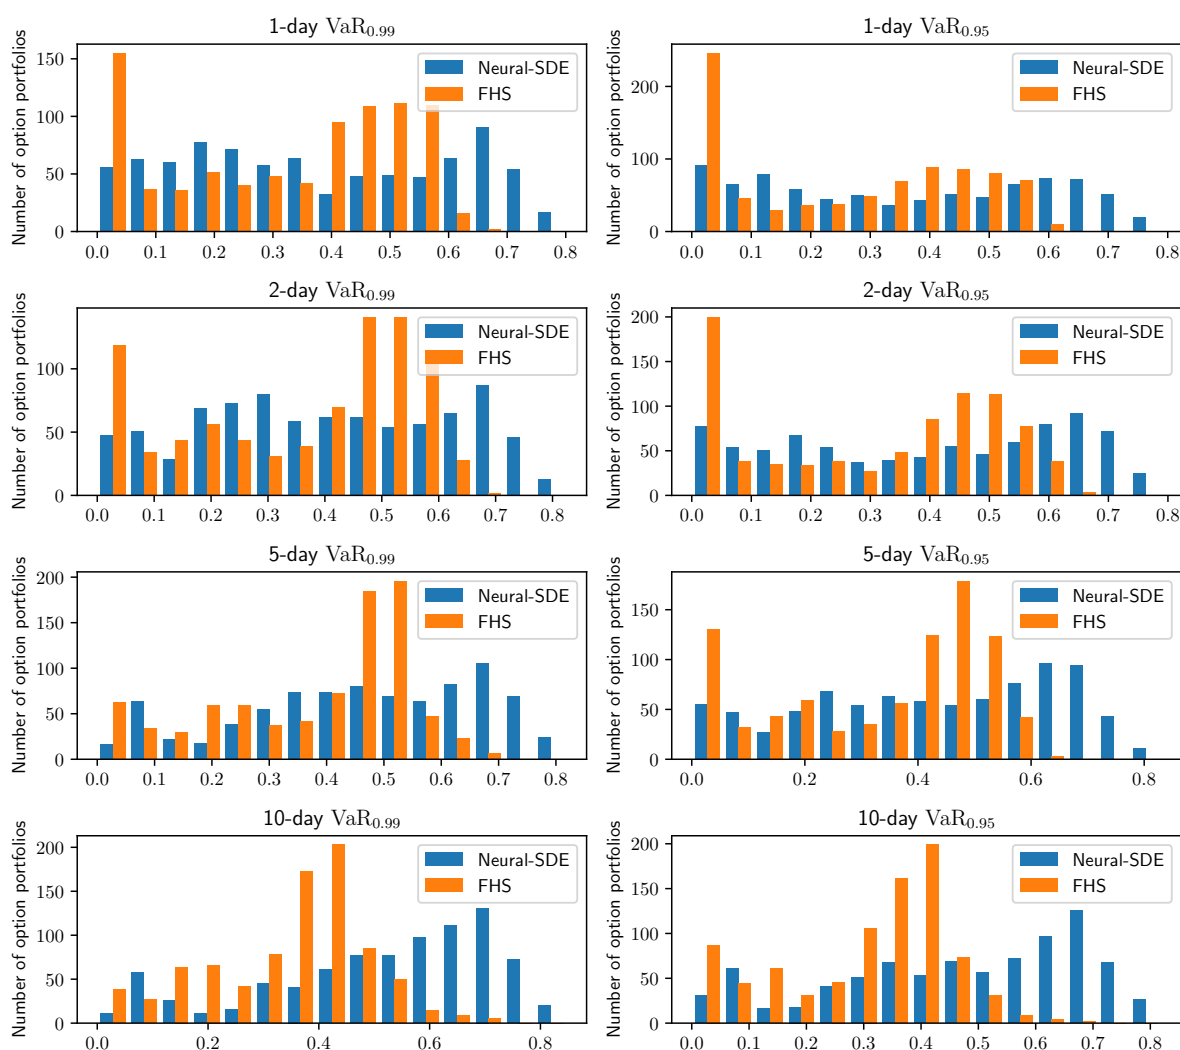 1-day VaR0.99
Number of option portfolios
150
100
50
0
Neural-SDE
FHS
0.0 0.1 0.2 0.3 0.4 0.5 0.6 0.7 0.8
1-day VaR0.95
Number of option portfolios
200
100
0
Neural-SDE
FHS
0.0 0.1 0.2 0.3 0.4 0.5 0.6 0.7 0.8
2-day VaR0.99
Number of option portfolios
100
50
0
Neural-SDE
FHS
0.0 0.1 0.2 0.3 0.4 0.5 0.6 0.7 0.8
2-day VaR0.95
Number of option portfolios
200
150
100
50
0
Neural-SDE
FHS
0.0 0.1 0.2 0.3 0.4 0.5 0.6 0.7 0.8
5-day VaR0.99
Number of option portfolios
200
150
100
50
0
Neural-SDE
FHS
0.0 0.1 0.2 0.3 0.4 0.5 0.6 0.7 0.8
5-day VaR0.95
Number of option portfolios
150
100
50
0
Neural-SDE
FHS
0.0 0.2 0.4 0.6 0.8
10-day VaR0.99
Number of option portfolios
200
150
100
50
0
Neural-SDE
FHS
0.0 0.2 0.4 0.6 0.8
10-day VaR0.95
Number of option portfolios
200
150
100
50
0
Neural-SDE
FHS
0.0 0.1 0.2 0.3 0.4 0.5 0.6 0.7 0.8